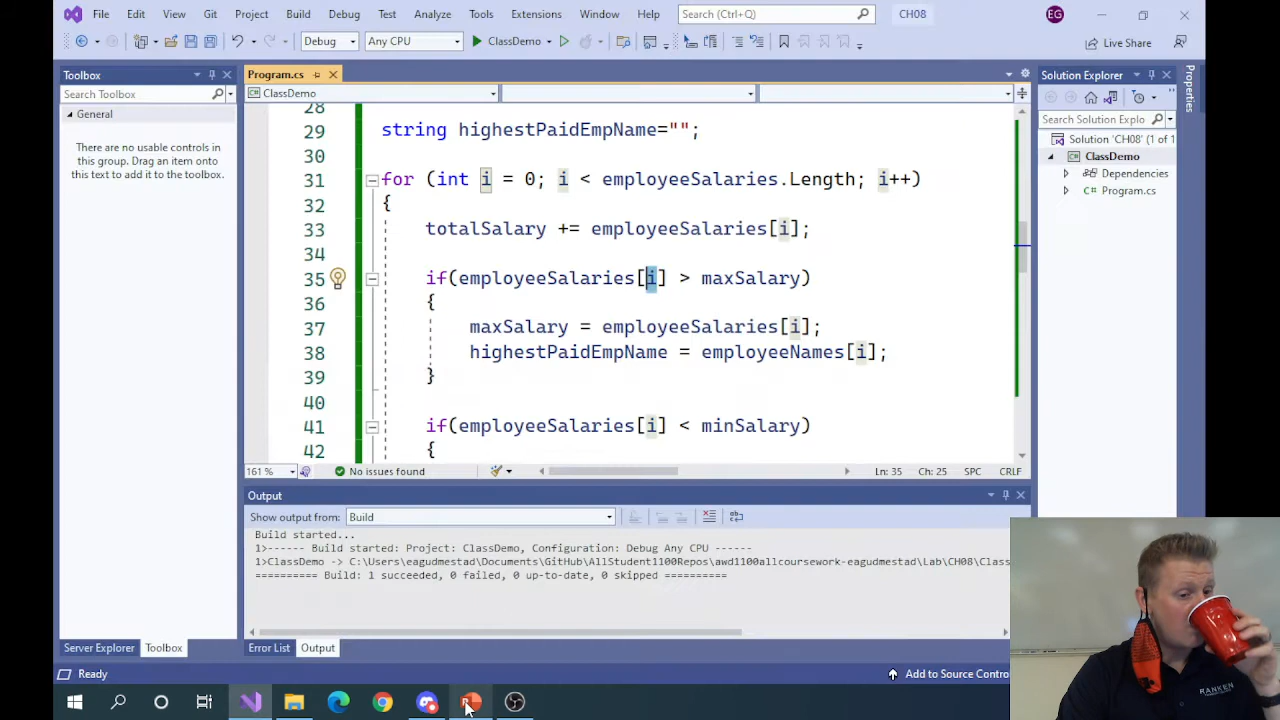 File Edit View Git Project Build Debug Test Analyze Tools Extensions Window Help Search (Ctrl+Q) CH08 EG
Debug Any CPU ClassDemo Live Share
Toolbox
Search Toolbox
General
There are no usable controls in
this group. Drag an item onto
this text to add it to the toolbox.
Server Explorer Toolbox
Program.cs
ClassDemo
28
29 string highestPaidEmpName="";
30
31 for (int i = 0; i < employeeSalaries.Length; i++)
32 {
33 totalSalary += employeeSalaries[i];
34
35 if(employeeSalaries[i] > maxSalary)
36 {
37 maxSalary = employeeSalaries[i];
38 highestPaidEmpName = employeeNames[i];
39 }
40
41 if(employeeSalaries[i] < minSalary)
42 {
161 % No issues found Ln: 35 Ch: 25 SPC CRLF
Output
Show output from: Build
Build started...
1>------ Build started: Project: ClassDemo, Configuration: Debug Any CPU ------
1>ClassDemo -> C:\Users\eagudmestad\Documents\GitHub\AllStudent1100Repos\awd1100allcoursework-eagudmestad\Lab\CH08\Class
========== Build: 1 succeeded, 0 failed, 0 up-to-date, 0 skipped ==========
Error List Output
Solution Explorer
Search Solution Explo
Solution 'CH08' (1 of 1
ClassDemo
Dependencies
C# Program.cs
Properties
Ready Add to Source Contro
RANKEN